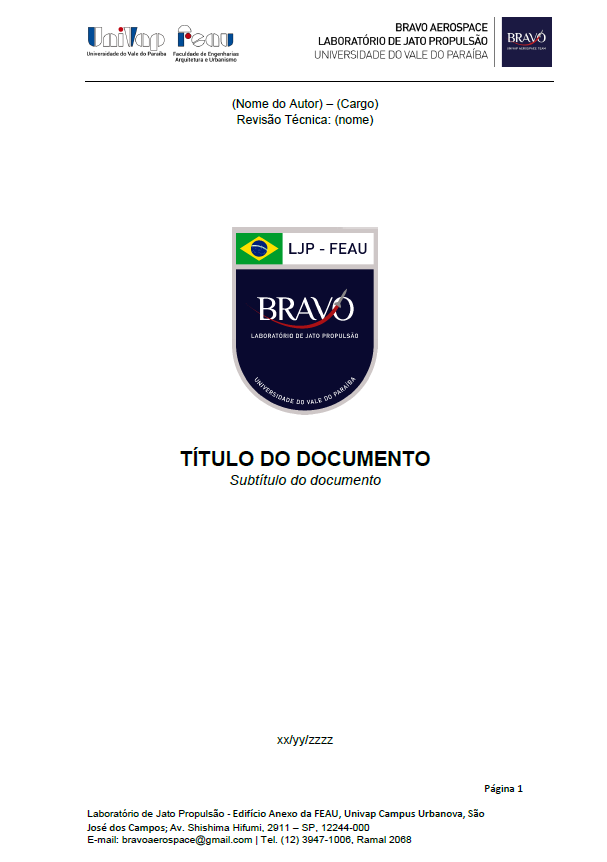 UniVap
Universidade do Vale do Paraíba
Feau
Faculdade de Engenharias
Arquitetura e Urbanismo
BRAVO AEROSPACE
LABORATÓRIO DE JATO PROPULSÃO
UNIVERSIDADE DO VALE DO PARAÍBA
BRAVO
UNIVAP AEROSPACE TEAM
(Nome do Autor) – (Cargo)
Revisão Técnica: (nome)
LJP - FEAU
BRAVO
LABORATÓRIO DE JATO PROPULSÃO
UNIVERSIDADE DO VALE DO PARAÍBA
TÍTULO DO DOCUMENTO
Subtítulo do documento
xx/yy/zzzz
Página 1
Laboratório de Jato Propulsão - Edifício Anexo da FEAU, Univap Campus Urbanova, São
José dos Campos; Av. Shishima Hifumi, 2911 – SP, 12244-000
E-mail: bravoaerospace@gmail.com | Tel. (12) 3947-1006, Ramal 2068